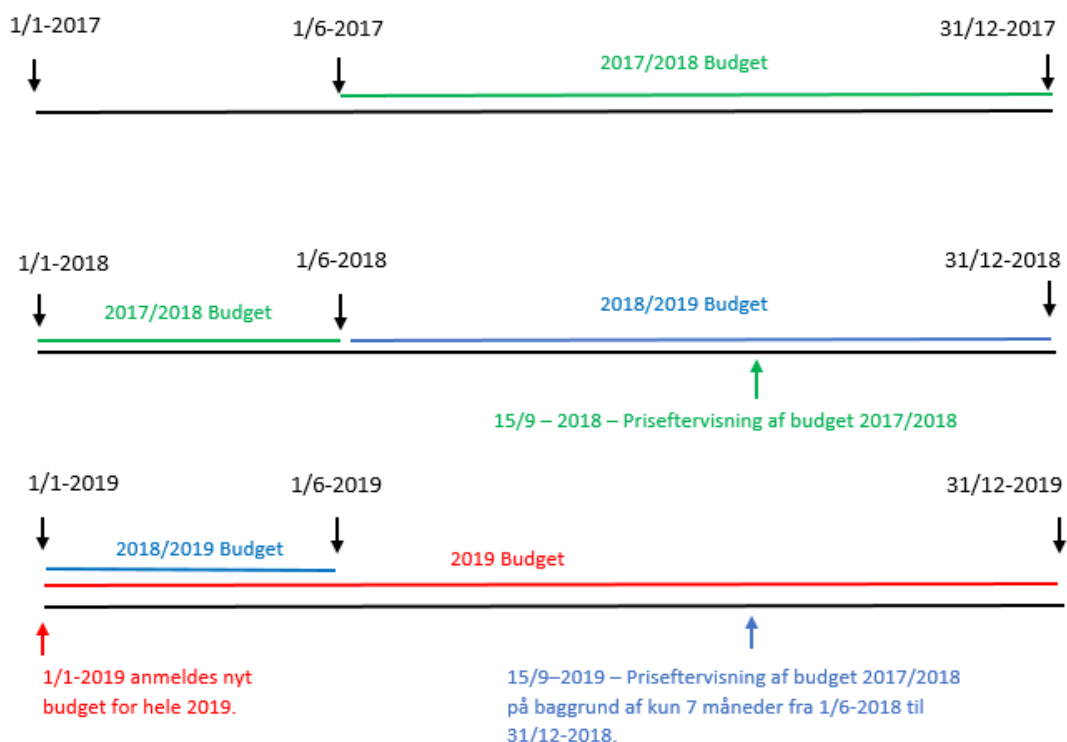 1/1-2017
1/6-2017
31/12-2017
2017/2018 Budget
1/1-2018
1/6-2018
31/12-2018
2017/2018 Budget
2018/2019 Budget
15/9 – 2018 – Priseftervisning af budget 2017/2018
1/1-2019
1/6-2019
31/12-2019
2018/2019 Budget
2019 Budget
1/1-2019 anmeldes nyt
budget for hele 2019.
15/9–2019 – Priseftervisning af budget 2017/2018
på baggrund af kun 7 måneder fra 1/6-2018 til
31/12-2018.